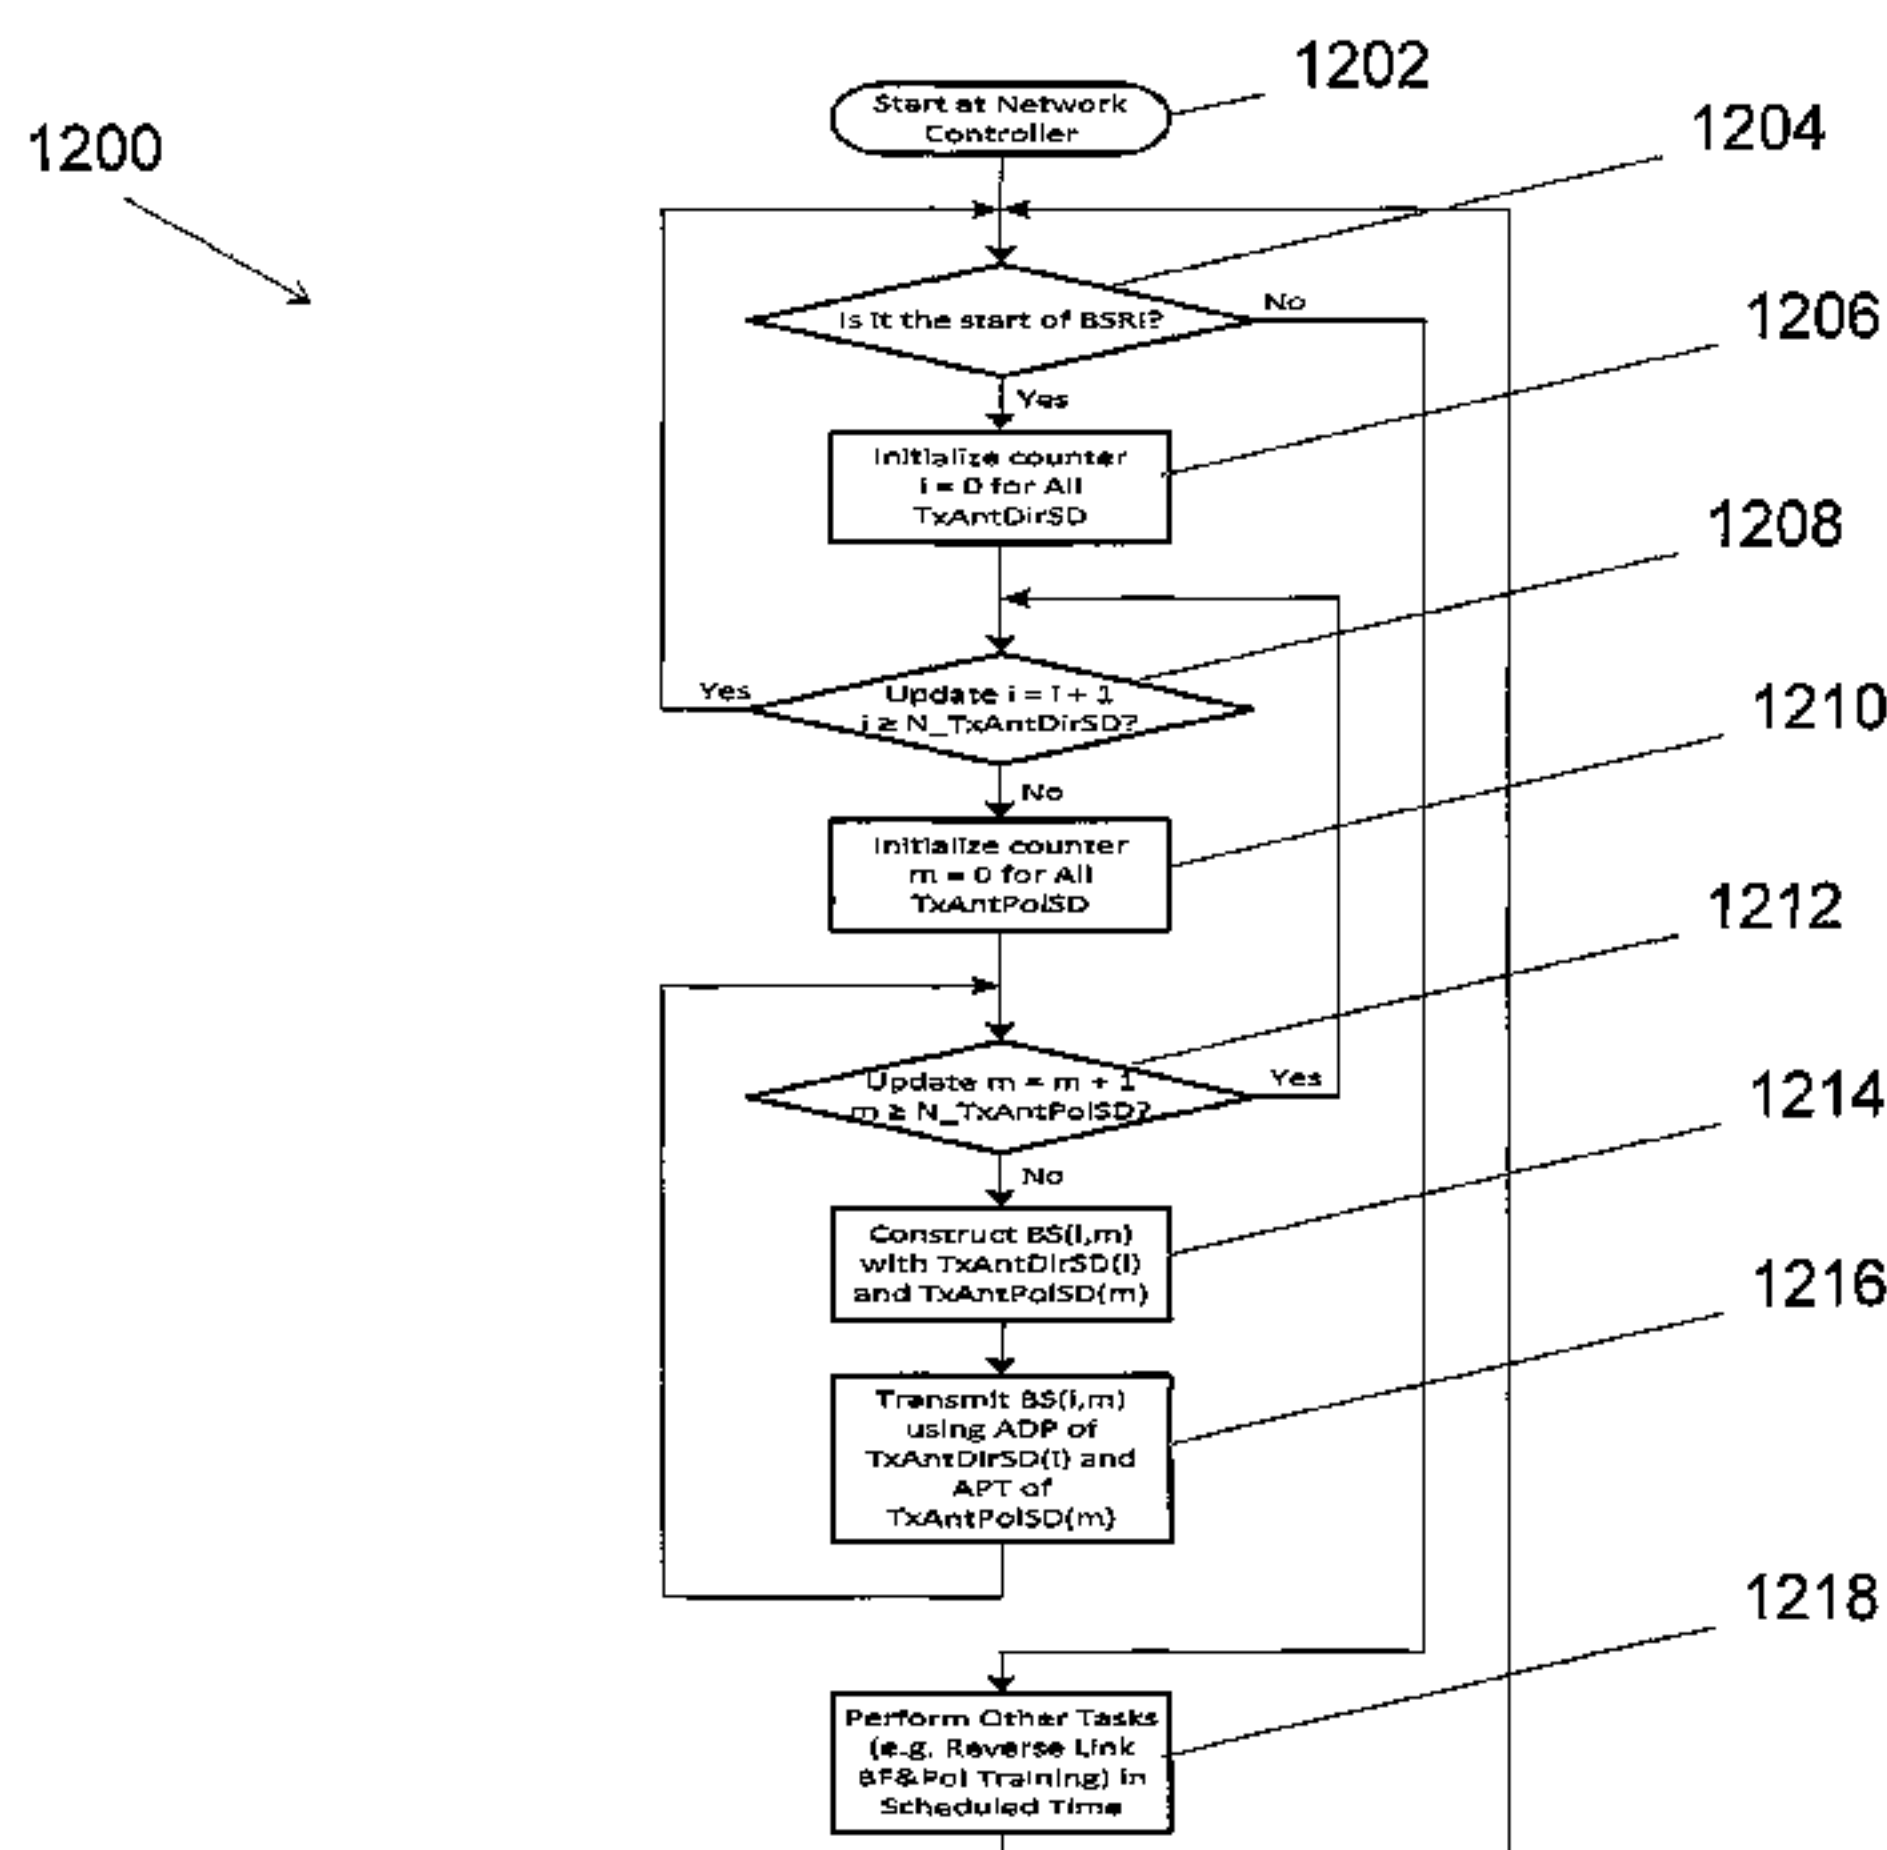 1202
Start at Network
Controller
1200
1204
Is it the start of BSRI?
No
1206
Yes
Initialize counter
i = 0 for All
TxAntDirSD
1208
Yes
Update i = i + 1
i ≥ N_TxAntDirSD?
1210
No
Initialize counter
m = 0 for All
TxAntPolSD
1212
Update m = m + 1
m ≥ N_TxAntPolSD?
Yes
1214
No
Construct BS(i,m)
with TxAntDirSD(i)
and TxAntPolSD(m)
1216
Transmit BS(i,m)
using ADP of
TxAntDirSD(i) and
APT of
TxAntPolSD(m)
1218
Perform Other Tasks
(e.g. Reverse Link
BF&Pol Training) in
Scheduled Time